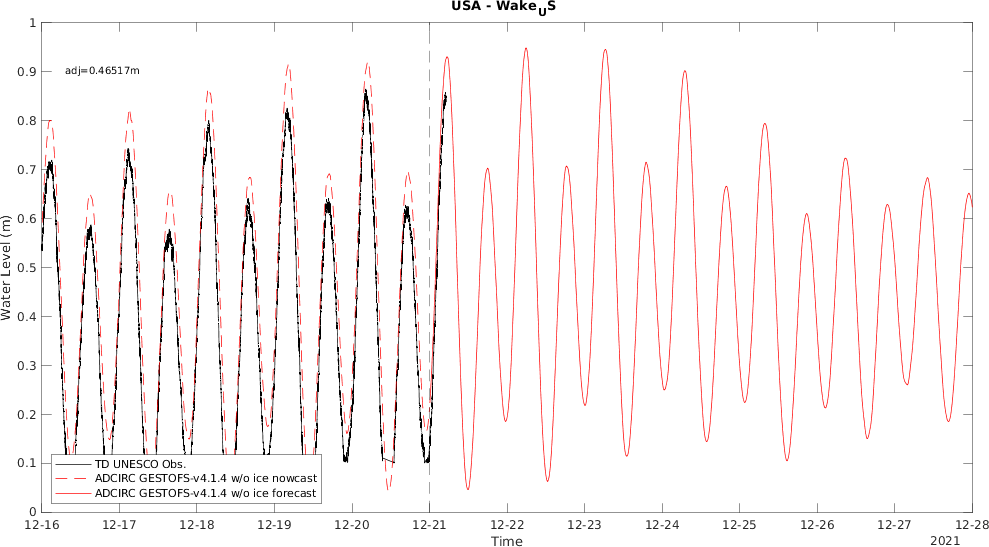 USA - Wake_US
adj=0.46517m
Water Level (m)
1
0.9
0.8
0.7
0.6
0.5
0.4
0.3
0.2
0.1
0
TD UNESCO Obs.
ADCIRC GESTOFS-v4.1.4 w/o ice nowcast
ADCIRC GESTOFS-v4.1.4 w/o ice forecast
12-16 12-17 12-18 12-19 12-20 12-21 12-22 12-23 12-24 12-25 12-26 12-27 12-28
Time
2021